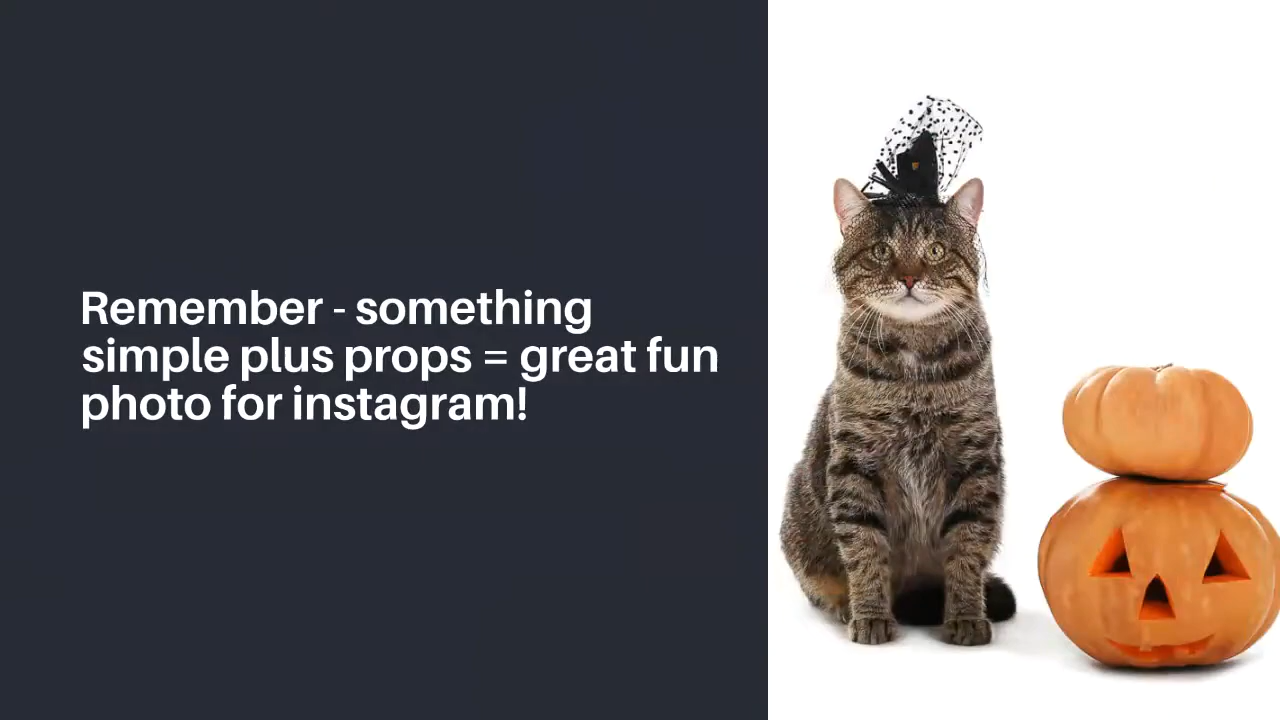 Remember - something
simple plus props = great fun
photo for instagram!